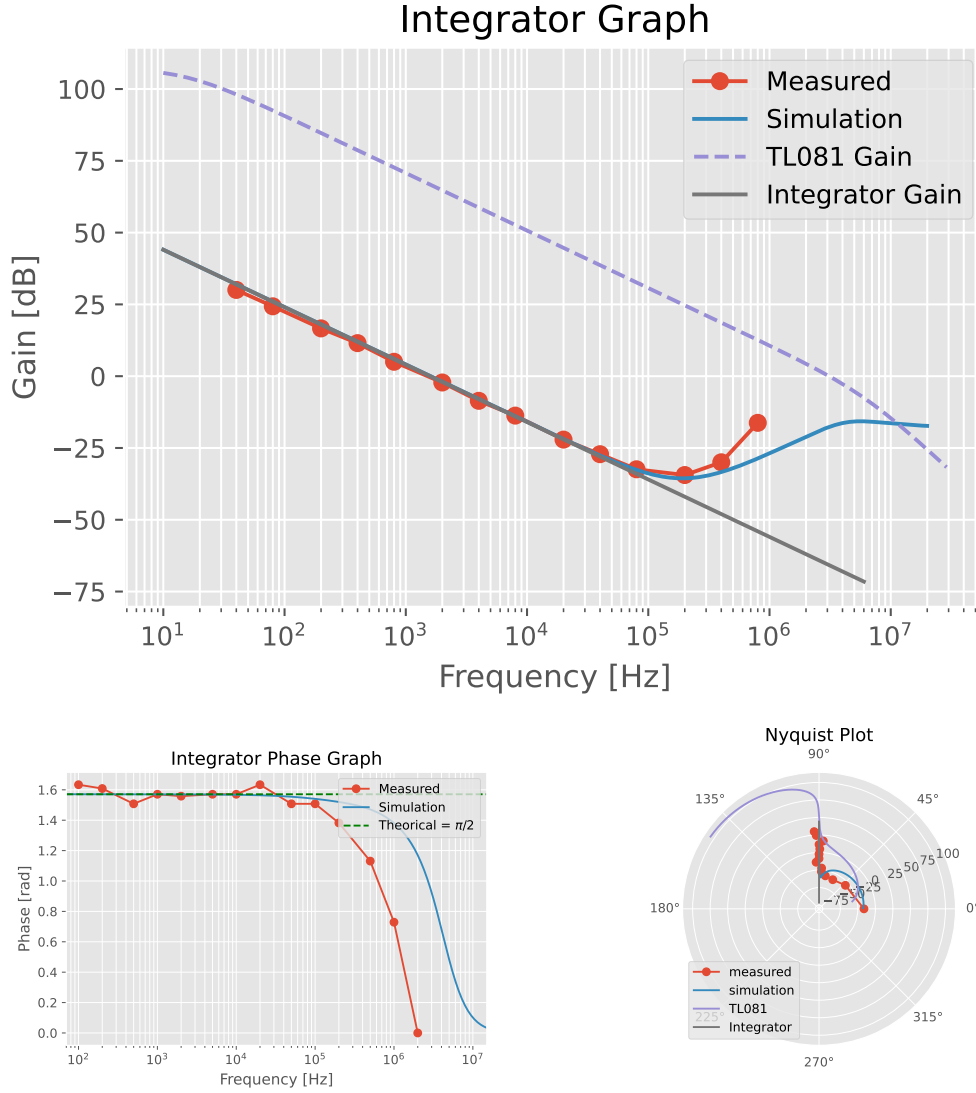 Integrator Graph
Gain [dB]
100
75
50
25
0
−25
−50
−75
Measured
Simulation
TL081 Gain
Integrator Gain
10¹ 10² 10³ 10⁴ 10⁵ 10⁶ 10⁷
Frequency [Hz]
Integrator Phase Graph
Phase [rad]
1.6
1.4
1.2
1.0
0.8
0.6
0.4
0.2
0.0
Measured
Simulation
Theorical = π/2
10² 10³ 10⁴ 10⁵ 10⁶ 10⁷
Frequency [Hz]
Nyquist Plot
90°
135° 45°
−75 −25 0 25 50 75 100
180° 0°
measured
simulation
TL081
Integrator
225° 315°
270°